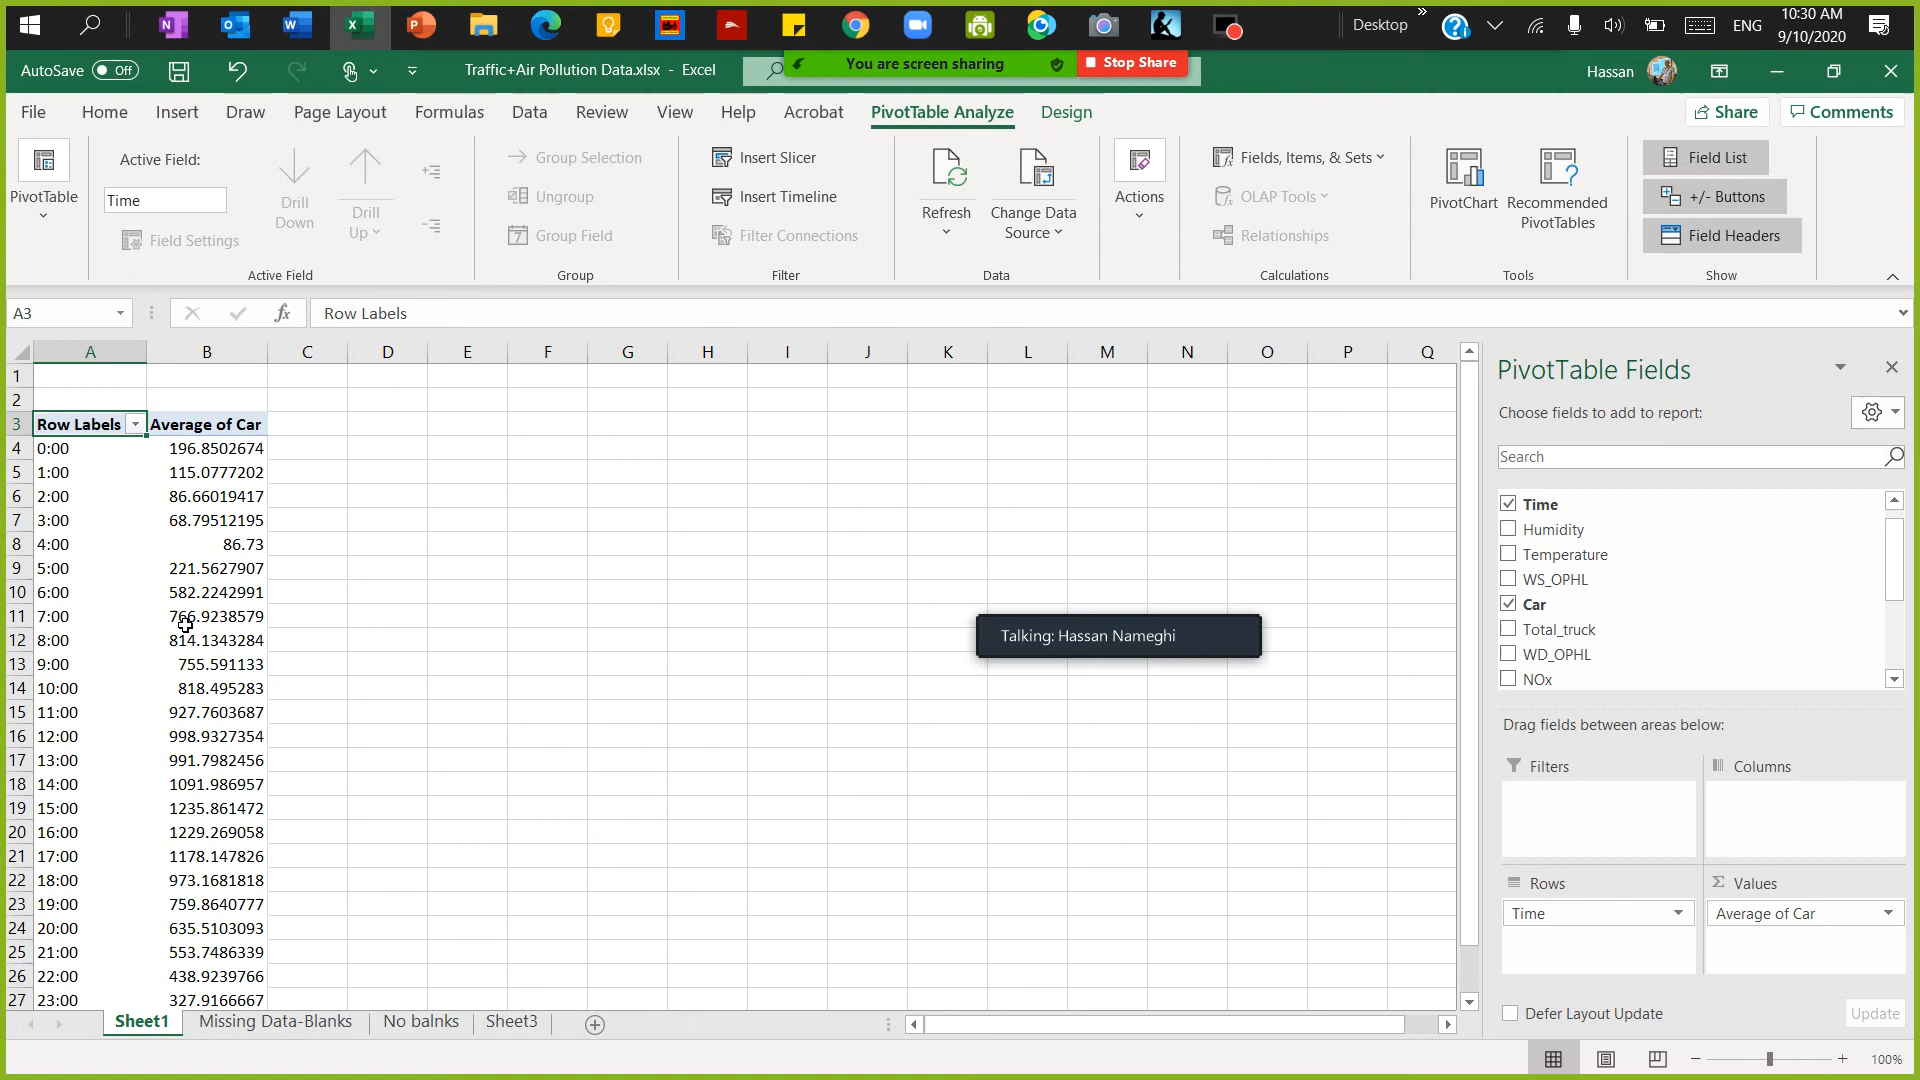 Desktop
ENG
10:30 AM
9/10/2020
AutoSave Off
Traffic+Air Pollution Data.xlsx - Excel
You are screen sharing
Stop Share
Hassan
File Home Insert Draw Page Layout Formulas Data Review View Help Acrobat PivotTable Analyze Design
Share Comments
PivotTable
Active Field:
Time
Field Settings
Drill Down
Drill Up
Active Field
Group Selection
Ungroup
Group Field
Group
Insert Slicer
Insert Timeline
Filter Connections
Filter
Refresh
Change Data Source
Data
Actions
Fields, Items, & Sets
OLAP Tools
Relationships
Calculations
PivotChart
Recommended PivotTables
Tools
Field List
+/- Buttons
Field Headers
Show
A3
fx
Row Labels
A B C D E F G H I J K L M N O P Q
1
2
3 Row Labels Average of Car
4 0:00 196.8502674
5 1:00 115.0777202
6 2:00 86.66019417
7 3:00 68.79512195
8 4:00 86.73
9 5:00 221.5627907
10 6:00 582.2242991
11 7:00 766.9238579
12 8:00 814.1343284
13 9:00 755.591133
14 10:00 818.495283
15 11:00 927.7603687
16 12:00 998.9327354
17 13:00 991.7982456
18 14:00 1091.986957
19 15:00 1235.861472
20 16:00 1229.269058
21 17:00 1178.147826
22 18:00 973.1681818
23 19:00 759.8640777
24 20:00 635.5103093
25 21:00 553.7486339
26 22:00 438.9239766
27 23:00 327.9166667
Talking: Hassan Nameghi
Sheet1 Missing Data-Blanks No balnks Sheet3
PivotTable Fields
Choose fields to add to report:
Search
Time
Humidity
Temperature
WS_OPHL
Car
Total_truck
WD_OPHL
NOx
Drag fields between areas below:
Filters
Columns
Rows
Values
Time
Average of Car
Defer Layout Update
Update
100%